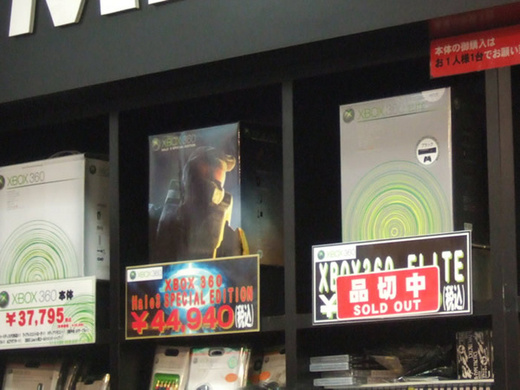 本体の御購入は
お1人様1台でお願い
XBOX360
XBOX 360
XBOX 360 本体
¥37,795
XBOX 360
Halo3 SPECIAL EDITION
¥44,940(税込)
XBOX360 ELITE
品切中
SOLD OUT
(税込)